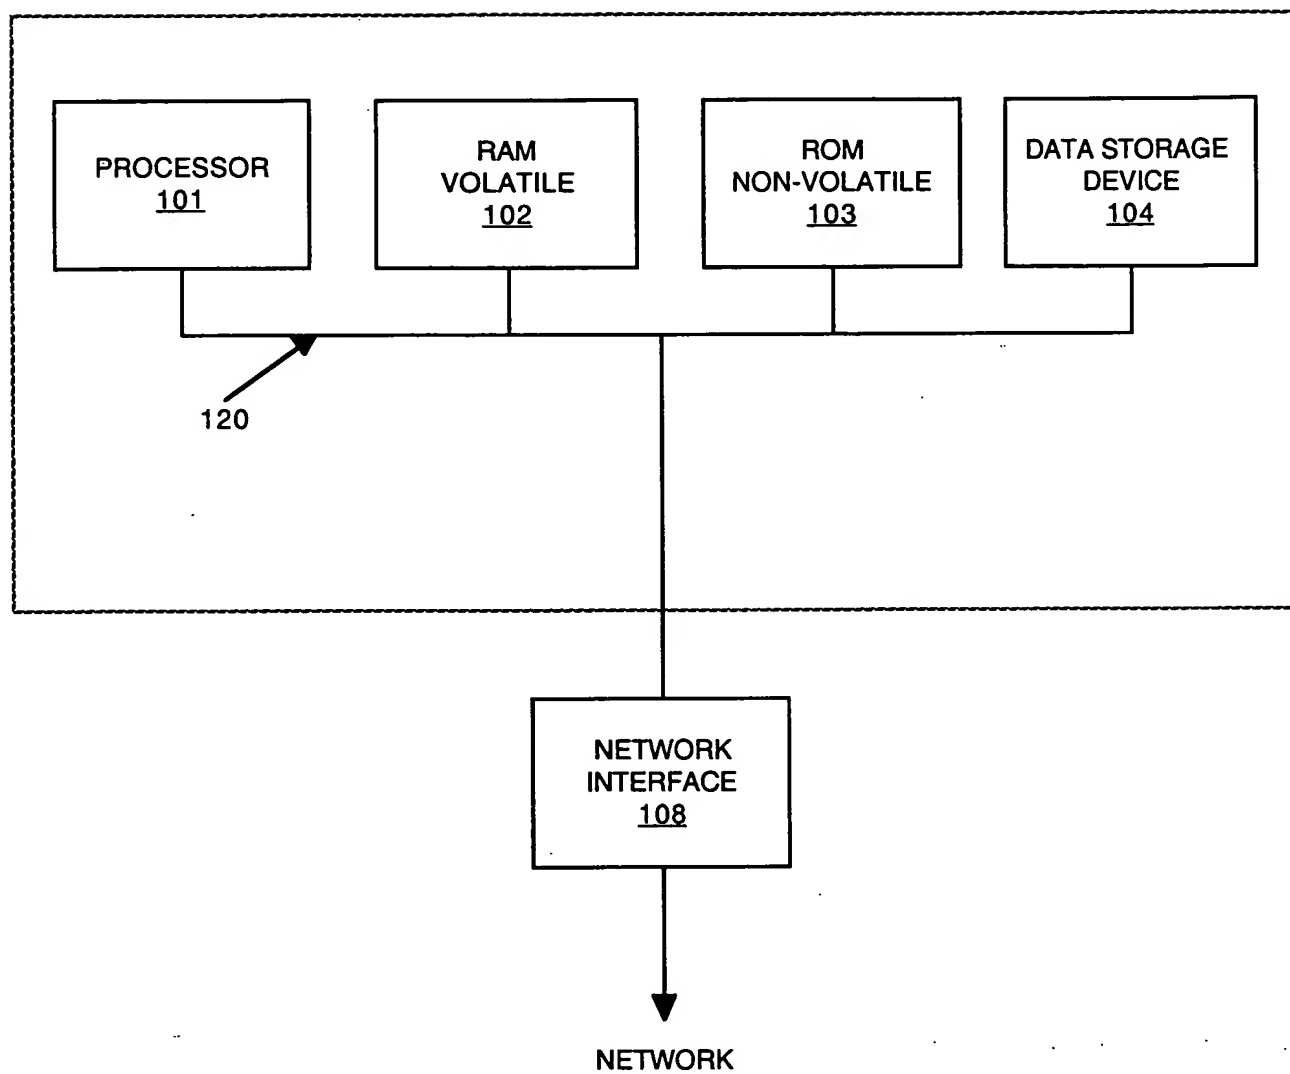 PROCESSOR
101
RAM
VOLATILE
102
ROM
NON-VOLATILE
103
DATA STORAGE
DEVICE
104
120
NETWORK
INTERFACE
108
NETWORK